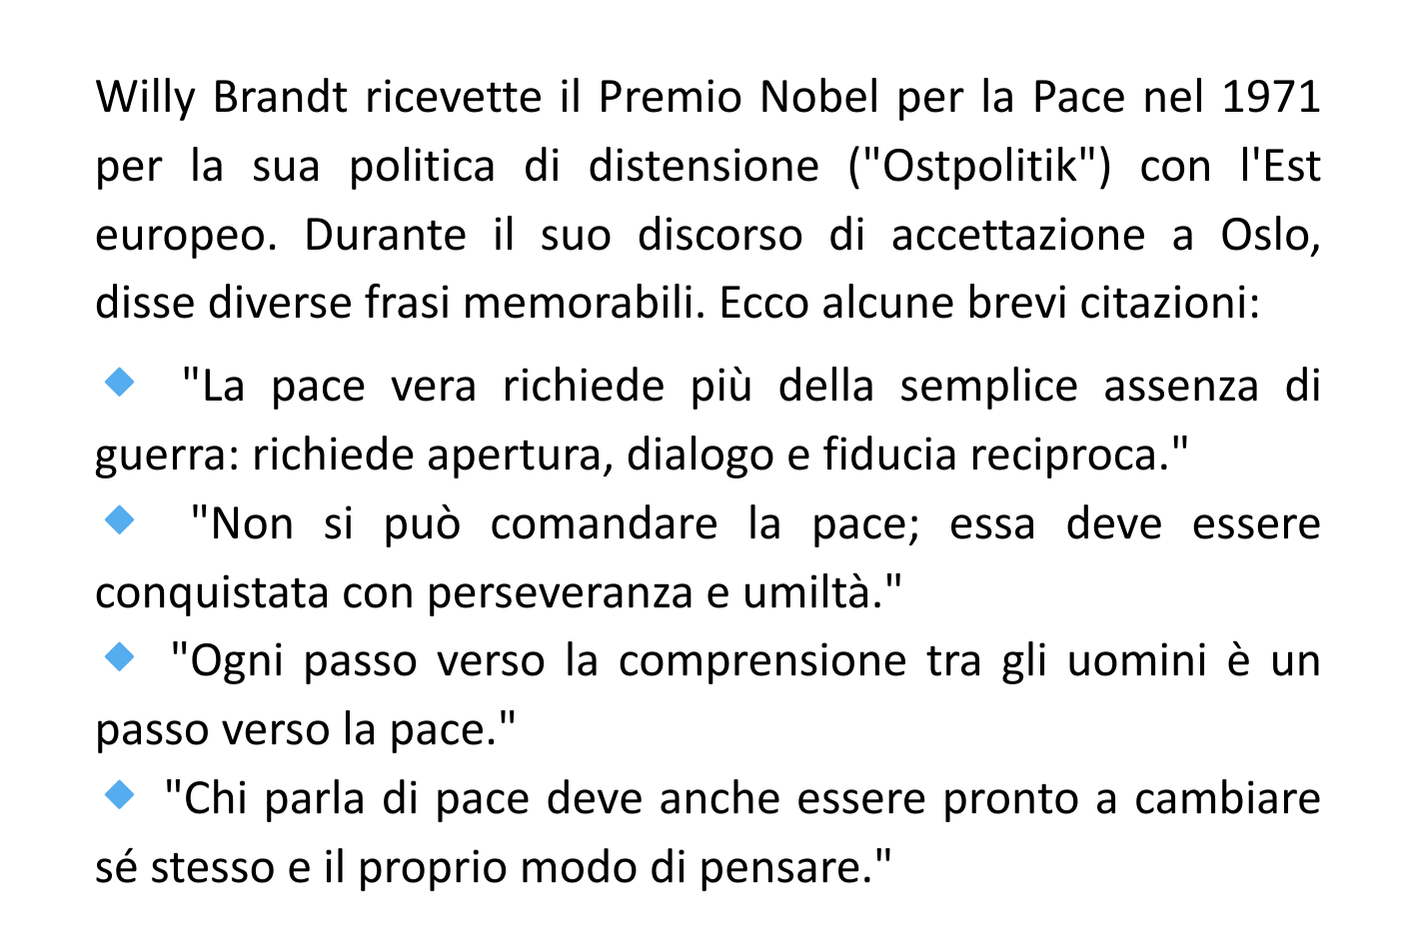 Willy Brandt ricevette il Premio Nobel per la Pace nel 1971
per la sua politica di distensione ("Ostpolitik") con l'Est
europeo. Durante il suo discorso di accettazione a Oslo,
disse diverse frasi memorabili. Ecco alcune brevi citazioni:
🔹 "La pace vera richiede più della semplice assenza di
guerra: richiede apertura, dialogo e fiducia reciproca."
🔹 "Non si può comandare la pace; essa deve essere
conquistata con perseveranza e umiltà."
🔹 "Ogni passo verso la comprensione tra gli uomini è un
passo verso la pace."
🔹 "Chi parla di pace deve anche essere pronto a cambiare
sé stesso e il proprio modo di pensare."